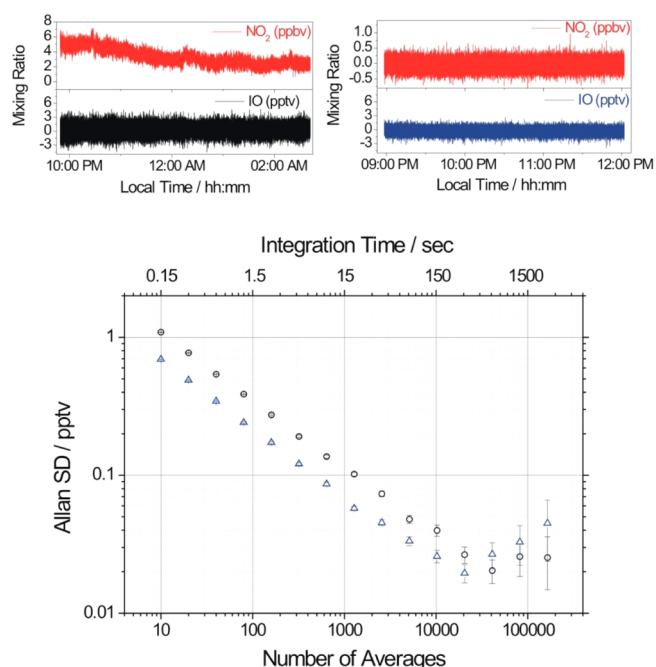 8
6
4
2
0
NO2 (ppbv)
6
3
0
-3
IO (pptv)
Mixing Ratio
10:00 PM 12:00 AM 02:00 AM
Local Time / hh:mm
1.0
0.5
0.0
-0.5
NO2 (ppbv)
6
3
0
-3
IO (pptv)
Mixing Ratio
09:00 PM 10:00 PM 11:00 PM 12:00 PM
Local Time / hh:mm
Integration Time / sec
0.15 1.5 15 150 1500
1
0.1
0.01
Allan SD / pptv
10 100 1000 10000 100000
Number of Averages